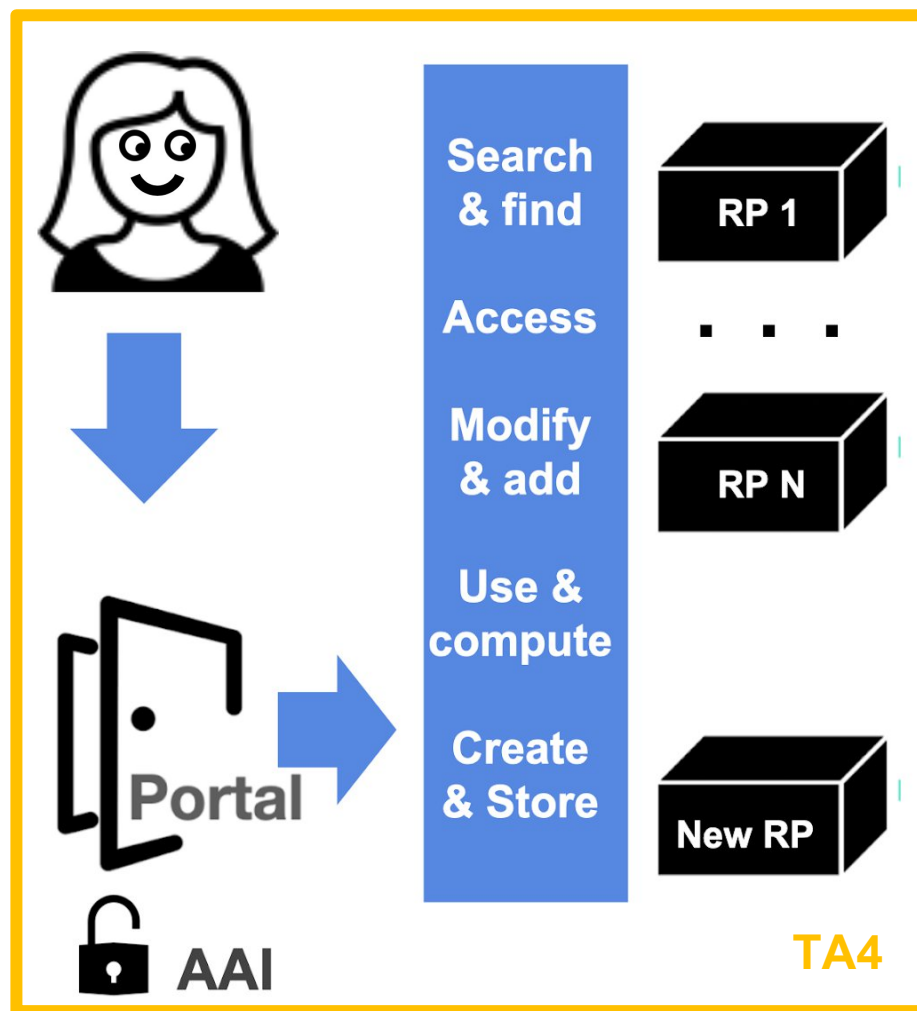 Search
& find
RP 1
Access
. . .
Modify
& add
RP N
Use &
compute
Portal
Create
& Store
New RP
AAI
TA4